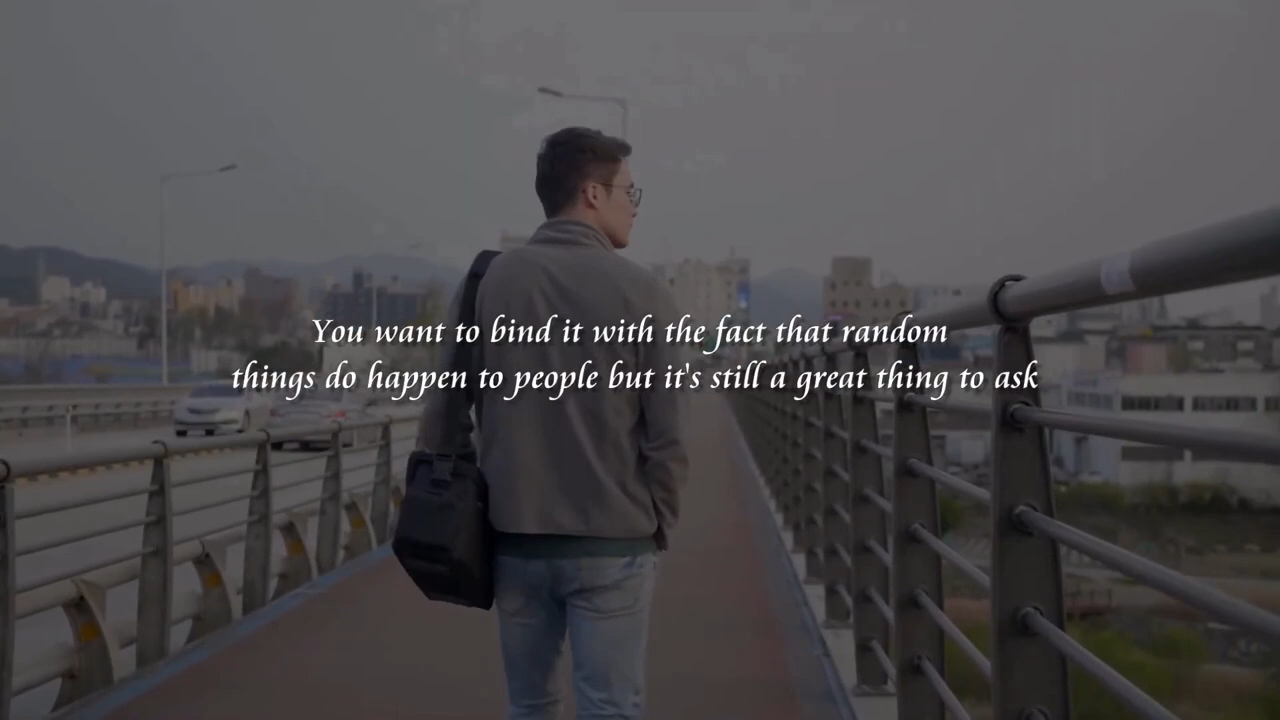 You want to bind it with the fact that random
things do happen to people but it's still a great thing to ask